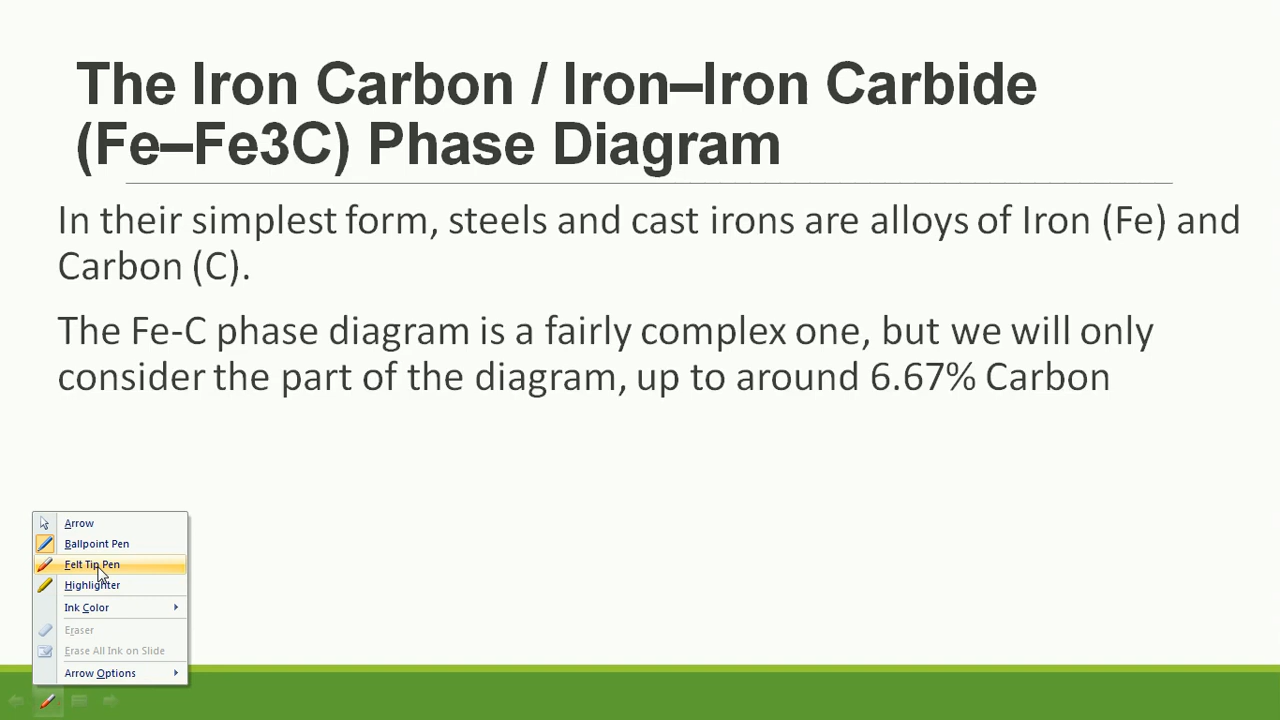 The Iron Carbon / Iron–Iron Carbide
(Fe–Fe3C) Phase Diagram
In their simplest form, steels and cast irons are alloys of Iron (Fe) and
Carbon (C).
The Fe-C phase diagram is a fairly complex one, but we will only
consider the part of the diagram, up to around 6.67% Carbon
Arrow
Ballpoint Pen
Felt Tip Pen
Highlighter
Ink Color
Eraser
Erase All Ink on Slide
Arrow Options